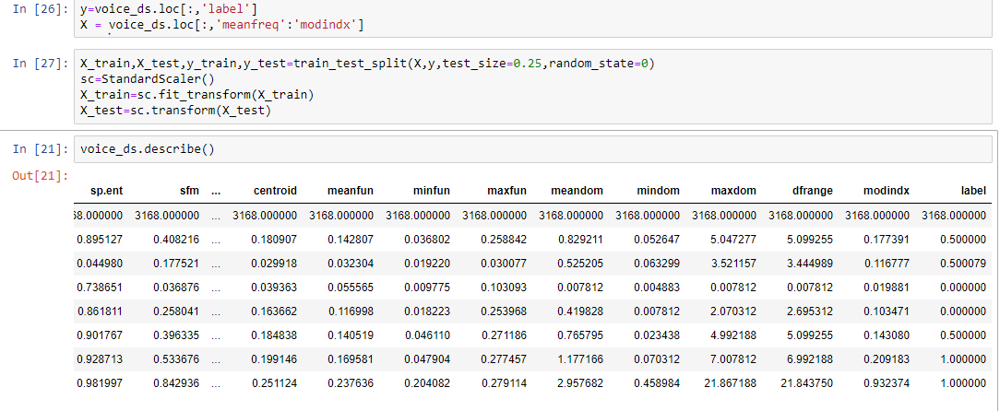 In [26]: y=voice_ds.loc[:,'label']
X = voice_ds.loc[:,'meanfreq':'modindx']
In [27]: X_train,X_test,y_train,y_test=train_test_split(X,y,test_size=0.25,random_state=0)
sc=StandardScaler()
X_train=sc.fit_transform(X_train)
X_test=sc.transform(X_test)
In [21]: voice_ds.describe()
Out[21]:
sp.ent sfm ... centroid meanfun minfun maxfun meandom mindom maxdom dfrange modindx label
68.000000 3168.000000 ... 3168.000000 3168.000000 3168.000000 3168.000000 3168.000000 3168.000000 3168.000000 3168.000000 3168.000000 3168.000000
0.895127 0.408216 ... 0.180907 0.142807 0.036802 0.258842 0.829211 0.052647 5.047277 5.099255 0.177391 0.500000
0.044980 0.177521 ... 0.029918 0.032304 0.019220 0.030077 0.525205 0.063299 3.521157 3.444989 0.116777 0.500079
0.738651 0.036876 ... 0.039363 0.055565 0.009775 0.103093 0.007812 0.004883 0.007812 0.007812 0.019881 0.000000
0.861811 0.258041 ... 0.163662 0.116998 0.018223 0.253968 0.419828 0.007812 2.070312 2.695312 0.103471 0.000000
0.901767 0.396335 ... 0.184838 0.140519 0.046110 0.271186 0.765795 0.023438 4.992188 5.099255 0.143080 0.500000
0.928713 0.533676 ... 0.199146 0.169581 0.047904 0.277457 1.177166 0.070312 7.007812 6.992188 0.209183 1.000000
0.981997 0.842936 ... 0.251124 0.237636 0.204082 0.279114 2.957682 0.458984 21.867188 21.843750 0.932374 1.000000